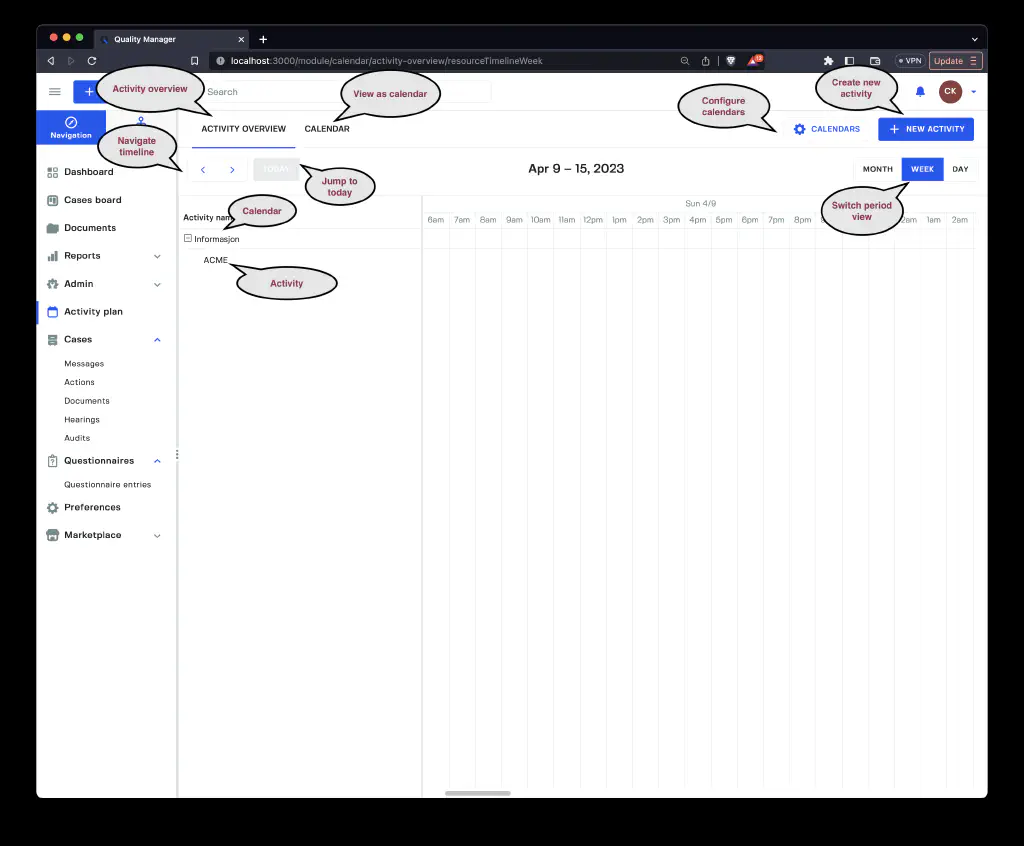 Quality Manager
localhost:3000/module/calendar/activity-overview/resourceTimelineWeek
13
VPN
Update
Activity overview
Search
View as calendar
Configure calendars
Create new activity
CK
Navigation
Navigate timeline
ACTIVITY OVERVIEW
CALENDAR
CALENDARS
NEW ACTIVITY
TODAY
Jump to today
Apr 9 – 15, 2023
MONTH
WEEK
DAY
Switch period view
Dashboard
Cases board
Documents
Reports
Admin
Activity plan
Cases
Messages
Actions
Documents
Hearings
Audits
Questionnaires
Questionnaire entries
Preferences
Marketplace
Calendar
Activity
Sun 4/9
6am 7am 8am 9am 10am 11am 12pm 1pm 2pm 3pm 4pm 5pm 6pm 7pm 8pm 1am 2am
Informasjon
ACME
Activity